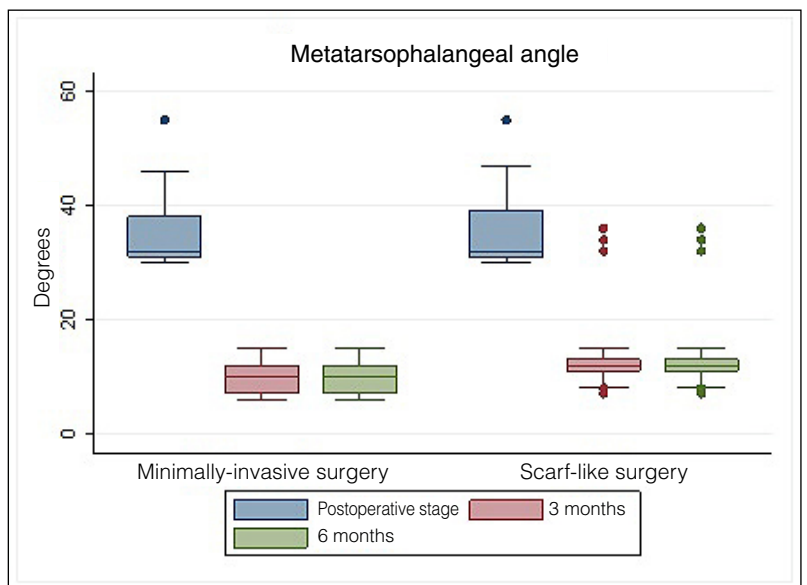 Metatarsophalangeal angle
Degrees
60
40
20
0
Minimally-invasive surgery Scarf-like surgery
Postoperative stage 3 months
6 months